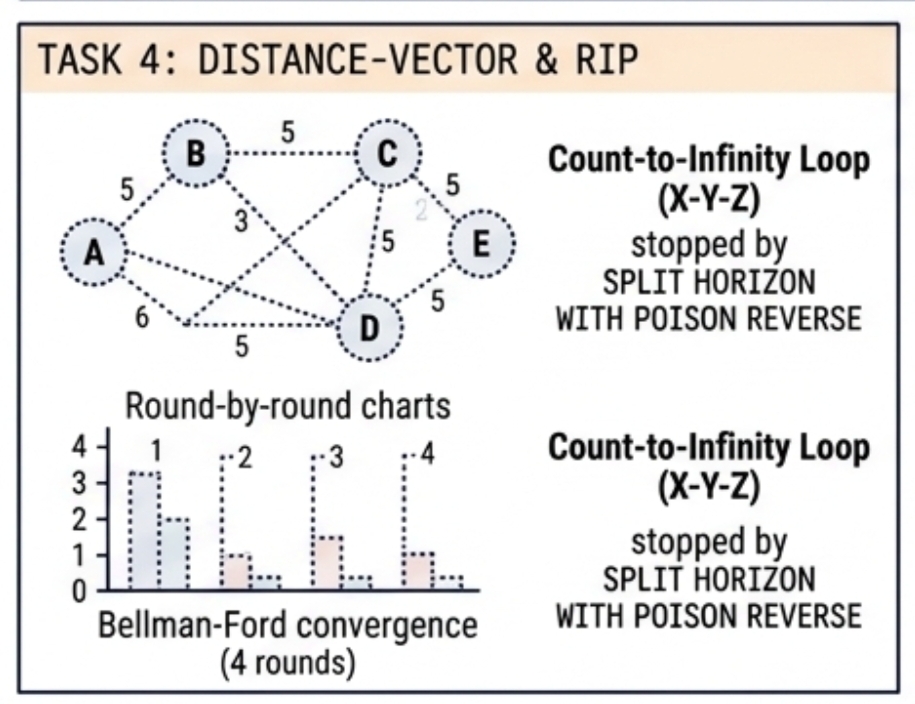 TASK 4: DISTANCE-VECTOR & RIP
B
5
C
5
5
3
2
A
5
E
6
5
D
5
Count-to-Infinity Loop
(X-Y-Z)
stopped by
SPLIT HORIZON
WITH POISON REVERSE
Round-by-round charts
4
3
2
1
0
1
2
3
4
Bellman-Ford convergence
(4 rounds)
Count-to-Infinity Loop
(X-Y-Z)
stopped by
SPLIT HORIZON
WITH POISON REVERSE